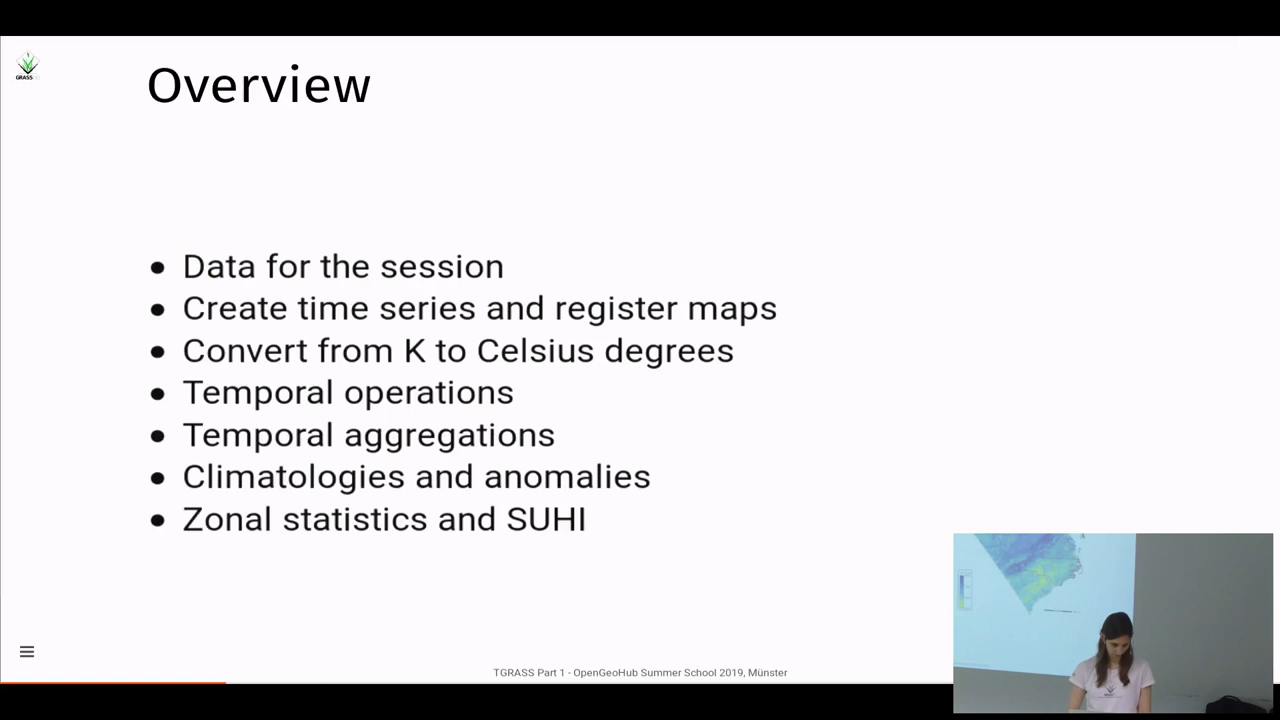 GRASS
Overview
• Data for the session
• Create time series and register maps
• Convert from K to Celsius degrees
• Temporal operations
• Temporal aggregations
• Climatologies and anomalies
• Zonal statistics and SUHI
TGRASS Part 1 - OpenGeoHub Summer School 2019, Münster